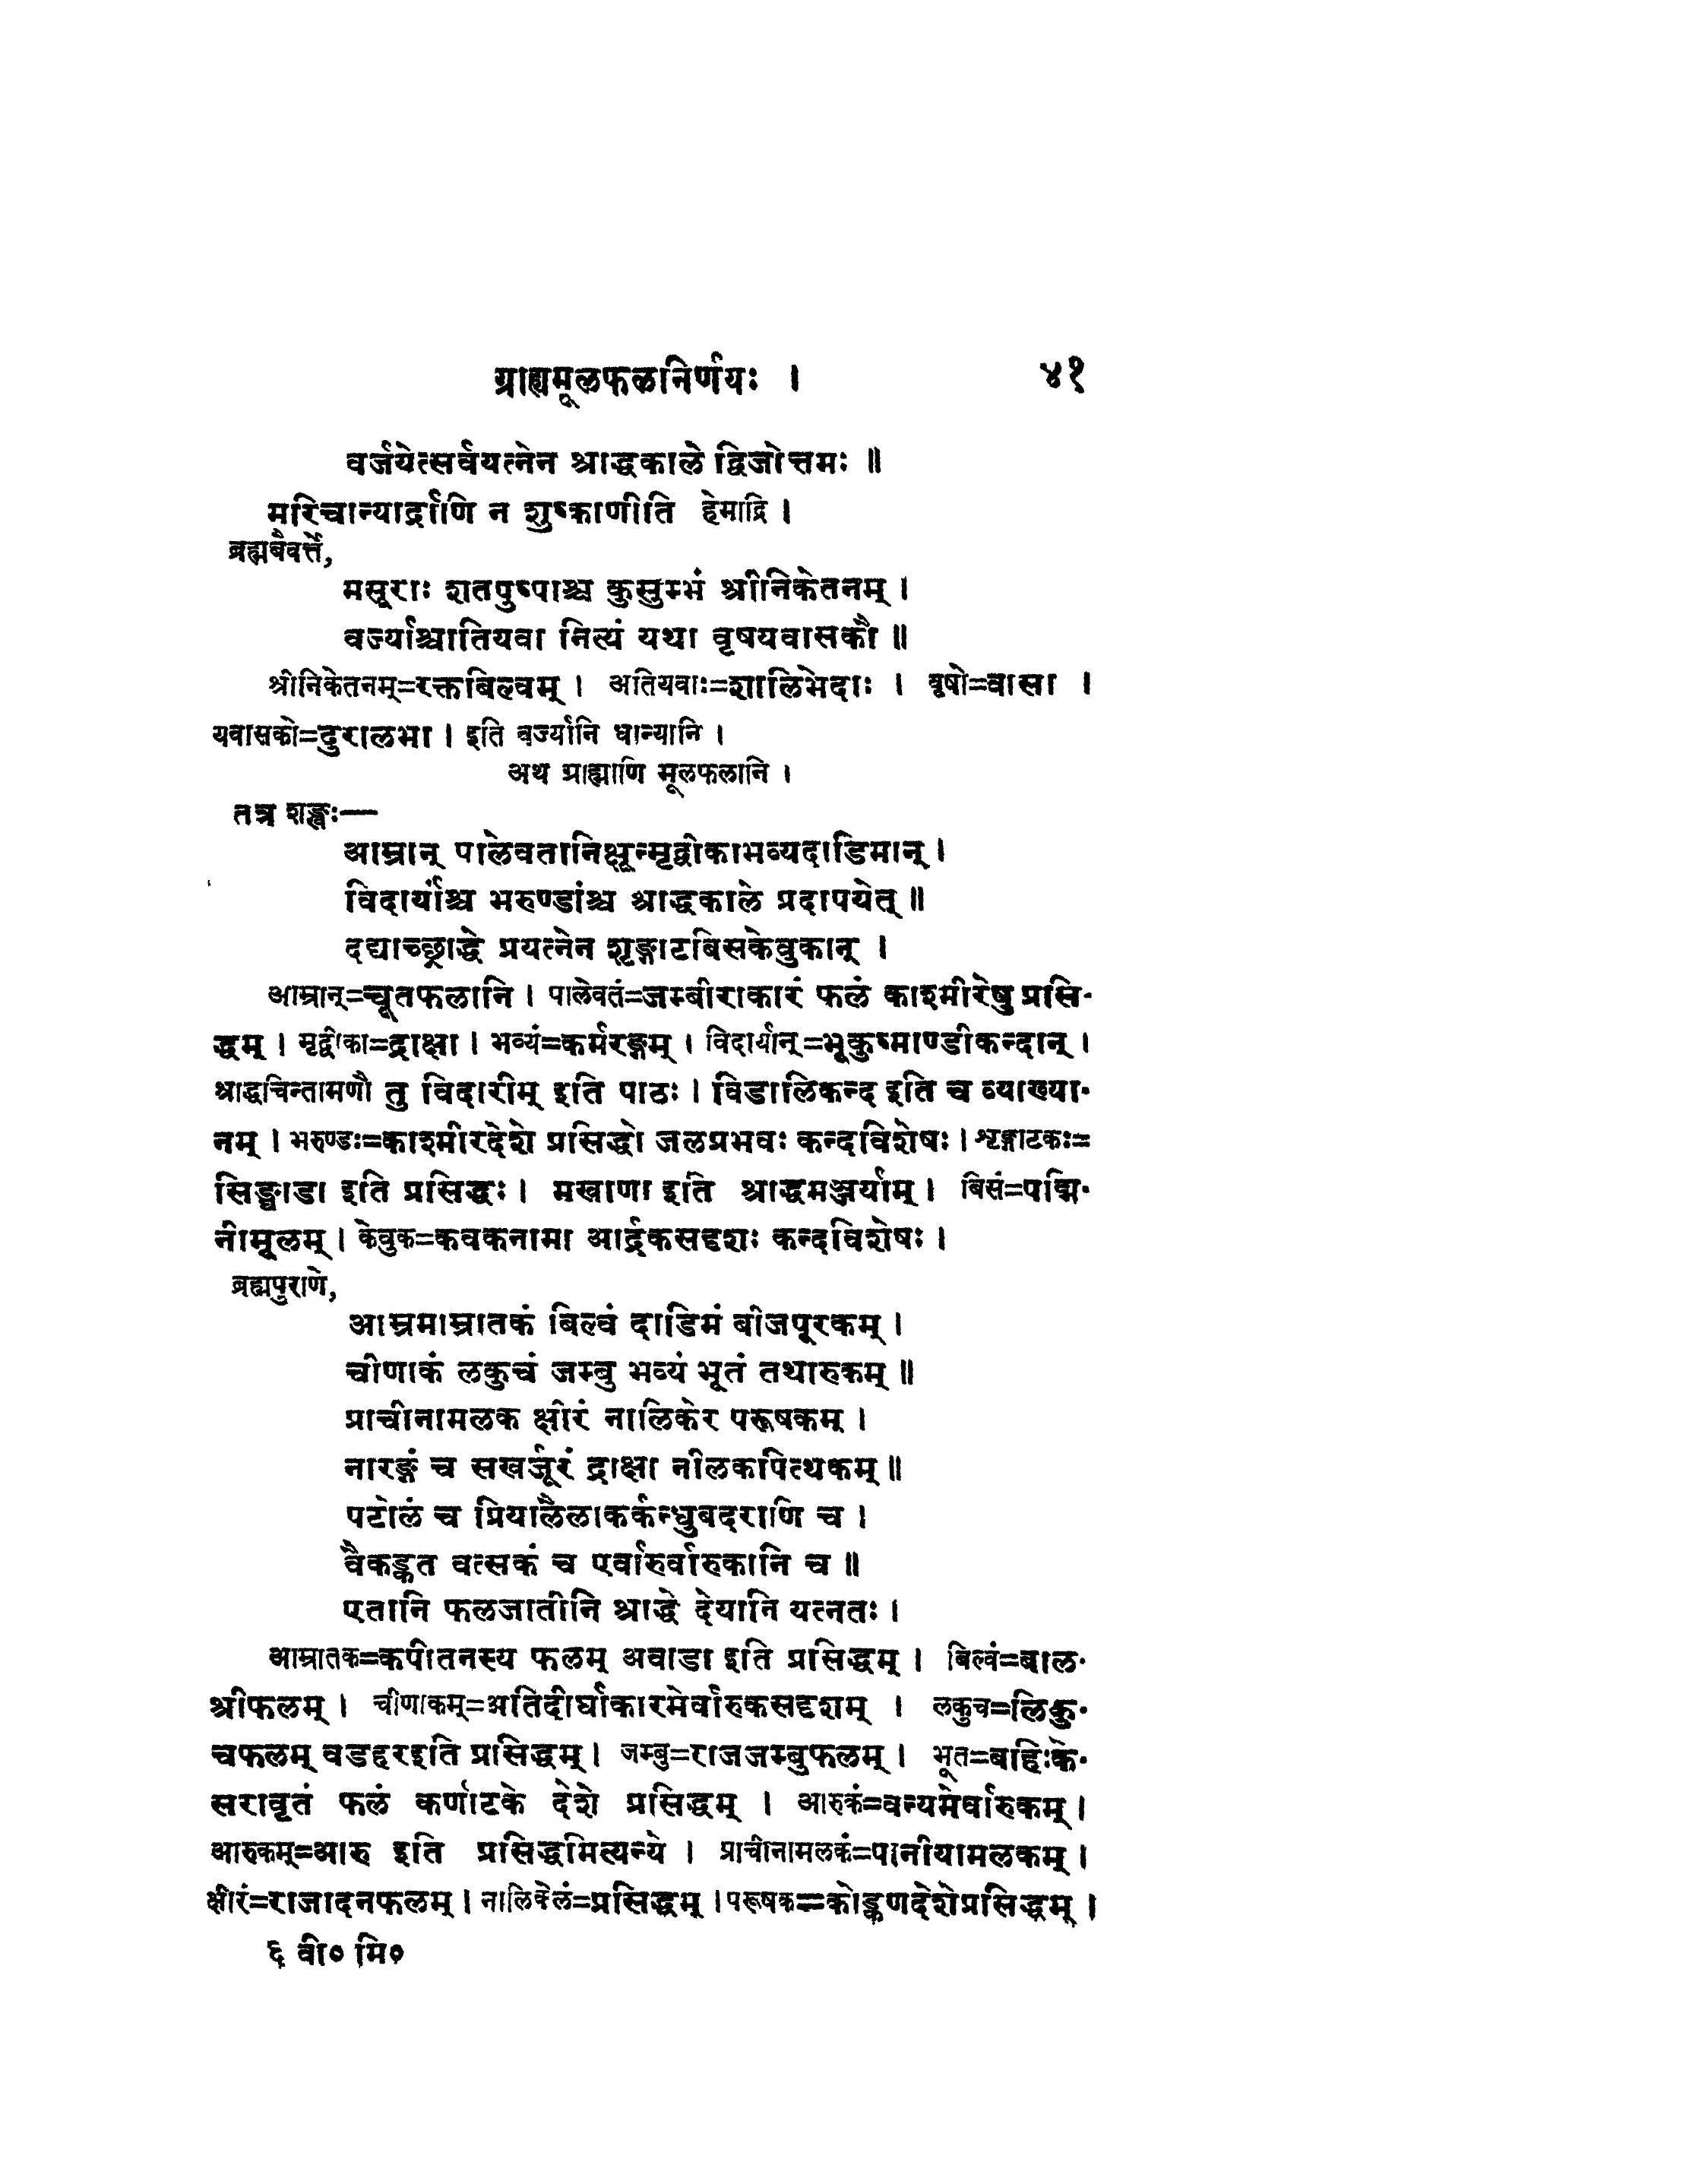 ग्राह्यमूलफलनिर्णयः । ४१
वर्जयेत्सर्वयत्नेन श्राद्धकाले द्विजोत्तमः ॥
मरिचान्यार्द्राणि न शुष्काणीति हेमाद्रि ।
ब्रह्मबैवर्त्ते,
मसूराः शतपुष्पाश्च कुसुम्भं श्रीनिकेतनम् ।
वर्ज्याश्चातियवा नित्यं यथा वृषयवासकौ ॥
श्रीनिकेतनम्=रक्तबिल्वम् । अतियवाः=शालिभेदाः । वृषो=वासा ।
यवासको=दुरालभा । इति वर्ज्यानि धान्यानि ।
अथ ग्राह्याणि मूलफलानि ।
तत्र शङ्खः—
आम्रान् पालेवतानिक्षून्मृद्वीकाभव्यदाडिमान् ।
विदार्यांश्च भरुण्डांश्च श्राद्धकाले प्रदापयेत् ॥
दद्याच्छ्राद्धे प्रयत्नेन शृङ्गाटबिसकेवुकान् ।
आम्रान्=चूतफलानि । पालेवतं=जम्बीराकारं फलं काश्मीरेषु प्रसि-
द्धम् । मृद्वीका=द्राक्षा । भव्यं=कर्मरङ्गम् । विदार्यान्=भूकुष्माण्डीकन्दान् ।
श्राद्धचिन्तामणौ तु विदारीम् इति पाठः । विडालिकन्द इति च व्याख्या-
नम् । भरुण्डः=काश्मीरदेशे प्रसिद्धो जलप्रभवः कन्दविशेषः । शृङ्गाटकः=
सिङ्घाडा इति प्रसिद्धः । मखाणा इति श्राद्धमञ्जर्याम् । बिसं=पद्मि-
नीमूलम् । केवुक=कवकनामा आर्द्रकसदृशः कन्दविशेषः ।
ब्रह्मपुराणे,
आम्रमाम्रातकं बिल्वं दाडिमं बीजपूरकम् ।
चीणाकं लकुचं जम्बु भव्यं भूतं तथारुकम् ॥
प्राचीनामलक क्षीरं नालिकेर परूषकम् ।
नारङ्गं च सखर्जूरं द्राक्षा नीलकपित्थकम् ॥
पटोलं च प्रियालैलाकर्कन्धुबदराणि च ।
वैकङ्कत वत्सकं च एर्वारुर्वारुकानि च ॥
एतानि फलजातीनि श्राद्धे देयानि यत्नतः ।
आम्रातक=कपीतनस्य फलम् अवाडा इति प्रसिद्धम् । बिल्वं=बाल-
श्रीफलम् । चीणाकम्=अतिदीर्घाकारमेर्वारुकसदृशम् । लकुच=लिकु-
चफलम् वडहरइति प्रसिद्धम् । जम्बु=राजजम्बुफलम् । भूत=बहिःके-
सरावृतं फलं कर्णाटके देशे प्रसिद्धम् । आरुकं=वन्यमेर्वारुकम् ।
आरुकम्=आरु इति प्रसिद्धमित्यन्ये । प्राचीनामलकं=पानीयामलकम् ।
क्षीरं=राजादनफलम् । नालिकेलं=प्रसिद्धम् । परूषक=कोङ्कणदेशेप्रसिद्धम् ।
६ वी० मि०